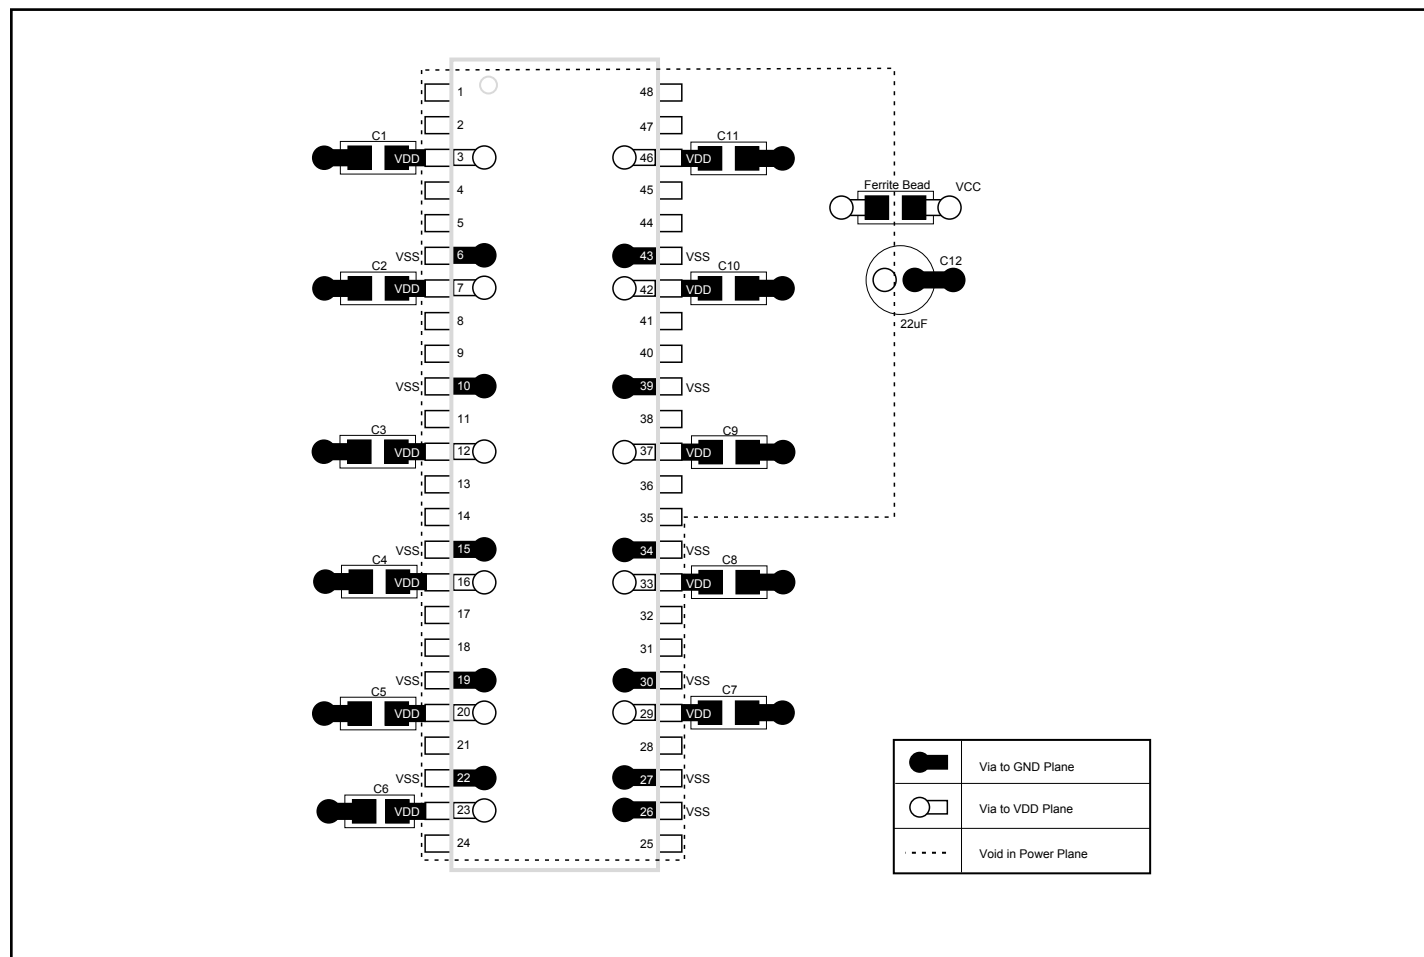 1 48
2 47
C1 C11
VDD 3 46 VDD
4 45
Ferrite Bead VCC
5 44
VSS 6 43 VSS
C2 C10 C12
VDD 7 42 VDD
8 41 22uF
9 40
VSS 10 39 VSS
11 38
C3 C9
VDD 12 37 VDD
13 36
14 35
VSS 15 34 VSS
C4 C8
VDD 16 33 VDD
17 32
18 31
VSS 19 30 VSS
C5 C7
VDD 20 29 VDD
21 28
VSS 22 27 VSS
C6
VDD 23 26 VSS
24 25
Via to GND Plane
Via to VDD Plane
Void in Power Plane